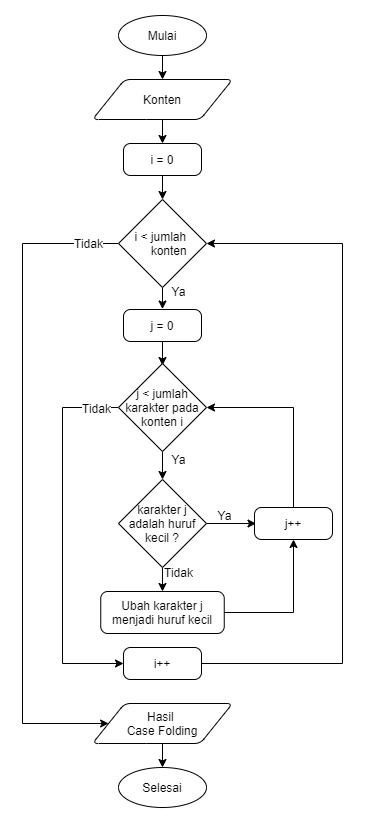 Mulai
Konten
i = 0
i < jumlah
konten
Tidak
Ya
j = 0
j < jumlah
karakter pada
konten i
Tidak
Ya
karakter j
adalah huruf
kecil ?
Ya
j++
Tidak
Ubah karakter j
menjadi huruf kecil
i++
Hasil
Case Folding
Selesai